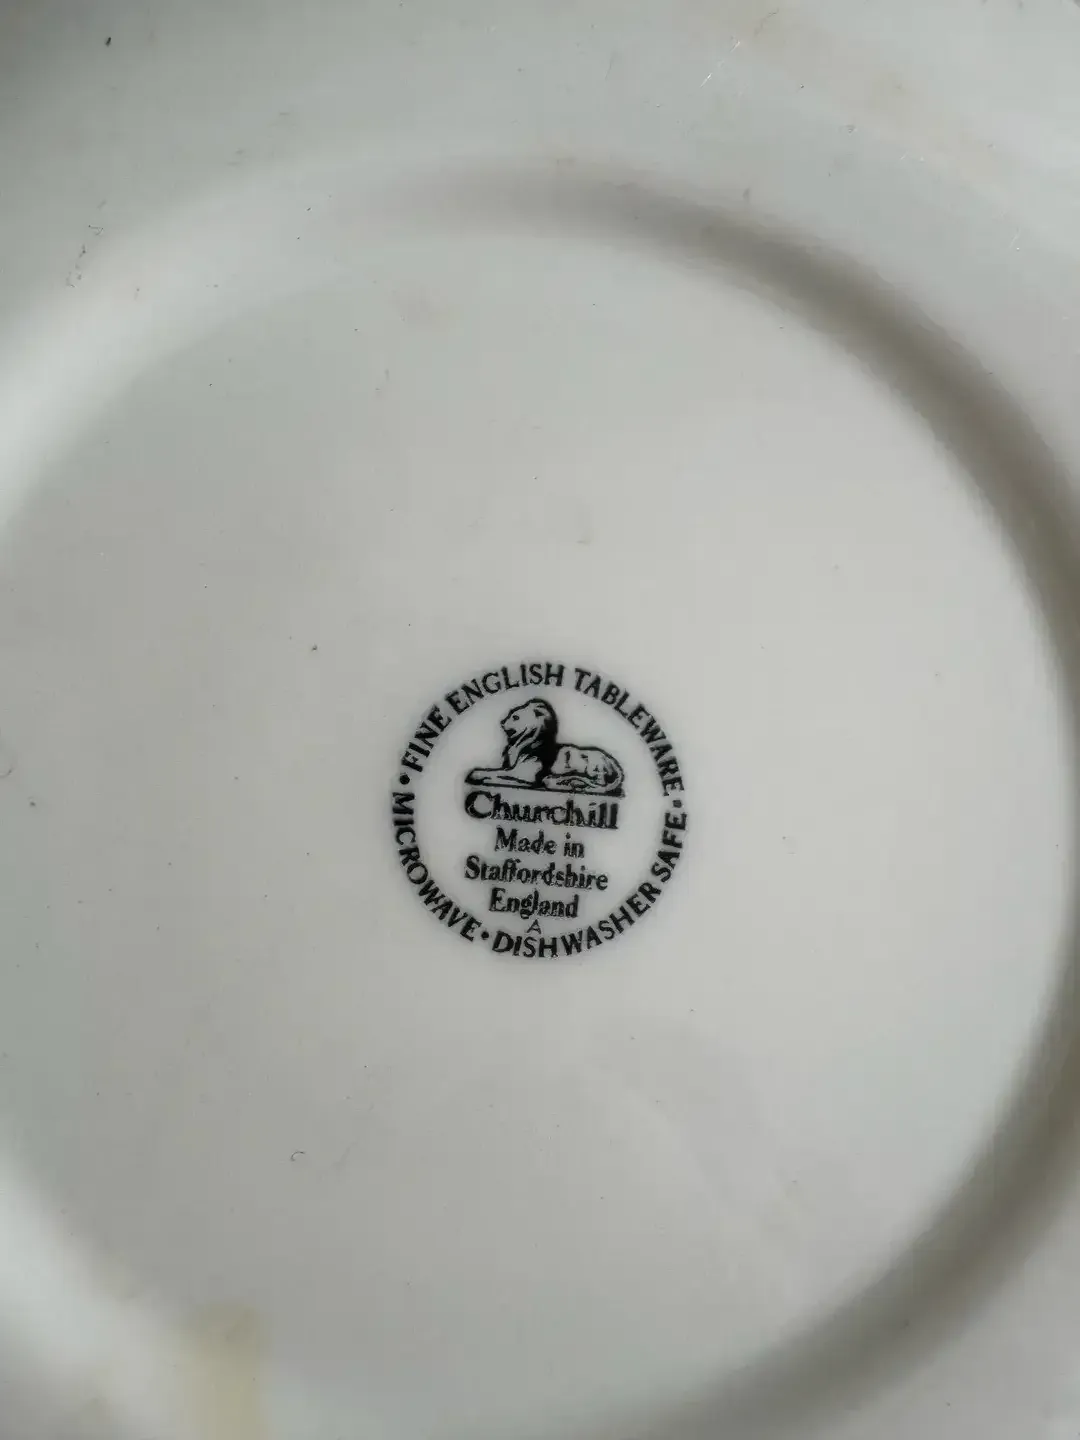 • FINE ENGLISH TABLEWARE •
Churchill
Made in
Staffordshire
England
A
MICROWAVE • DISHWASHER SAFE